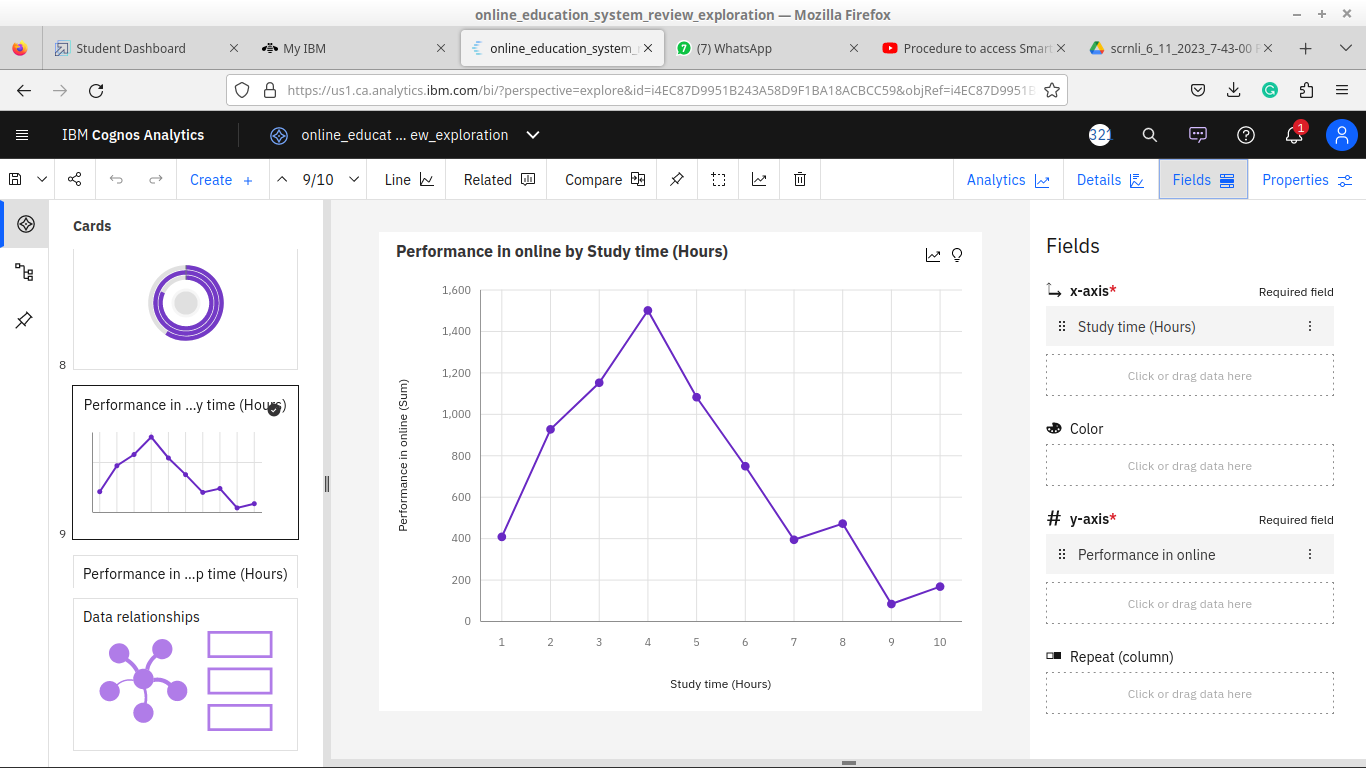 online_education_system_review_exploration — Mozilla Firefox
Student Dashboard
My IBM
online_education_system_
(7) WhatsApp
Procedure to access Smart
scrnli_6_11_2023_7-43-00
https://us1.ca.analytics.ibm.com/bi/?perspective=explore&id=i4EC87D9951B243A58D9F1BA18ACBCC59&objRef=i4EC87D9951B
IBM Cognos Analytics
online_educat ... ew_exploration
321
1
Create +
9/10
Line
Related
Compare
Analytics
Details
Fields
Properties
Cards
8
Performance in ...y time (Hours)
9
Performance in ...p time (Hours)
Data relationships
Performance in online by Study time (Hours)
1,600
1,400
1,200
1,000
800
600
400
200
0
Performance in online (Sum)
1 2 3 4 5 6 7 8 9 10
Study time (Hours)
Fields
x-axis* Required field
Study time (Hours)
Click or drag data here
Color
Click or drag data here
y-axis* Required field
Performance in online
Click or drag data here
Repeat (column)
Click or drag data here